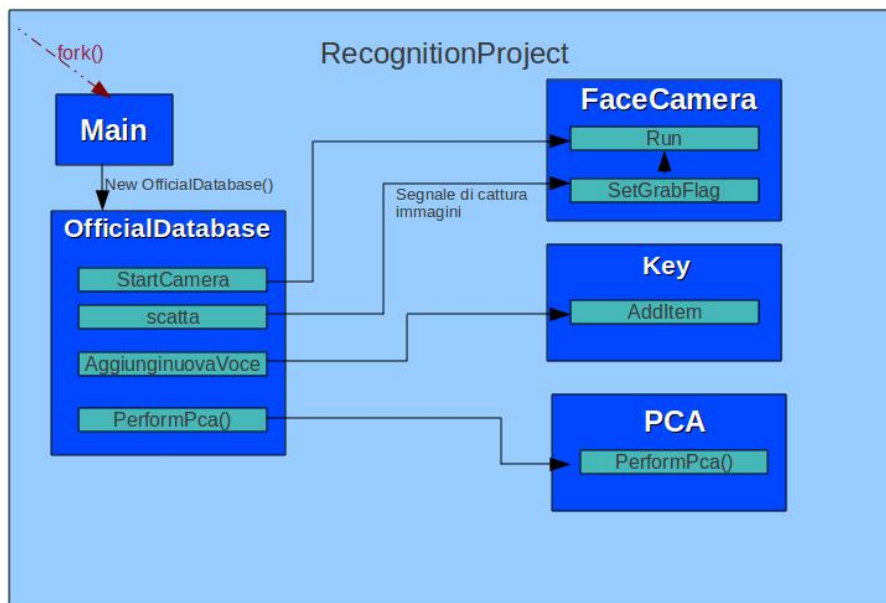 fork()
RecognitionProject
Main
New OfficialDatabase()
OfficialDatabase
StartCamera
scatta
AggiunginuovaVoce
PerformPca()
Segnale di cattura
immagini
FaceCamera
Run
SetGrabFlag
Key
AddItem
PCA
PerformPca()